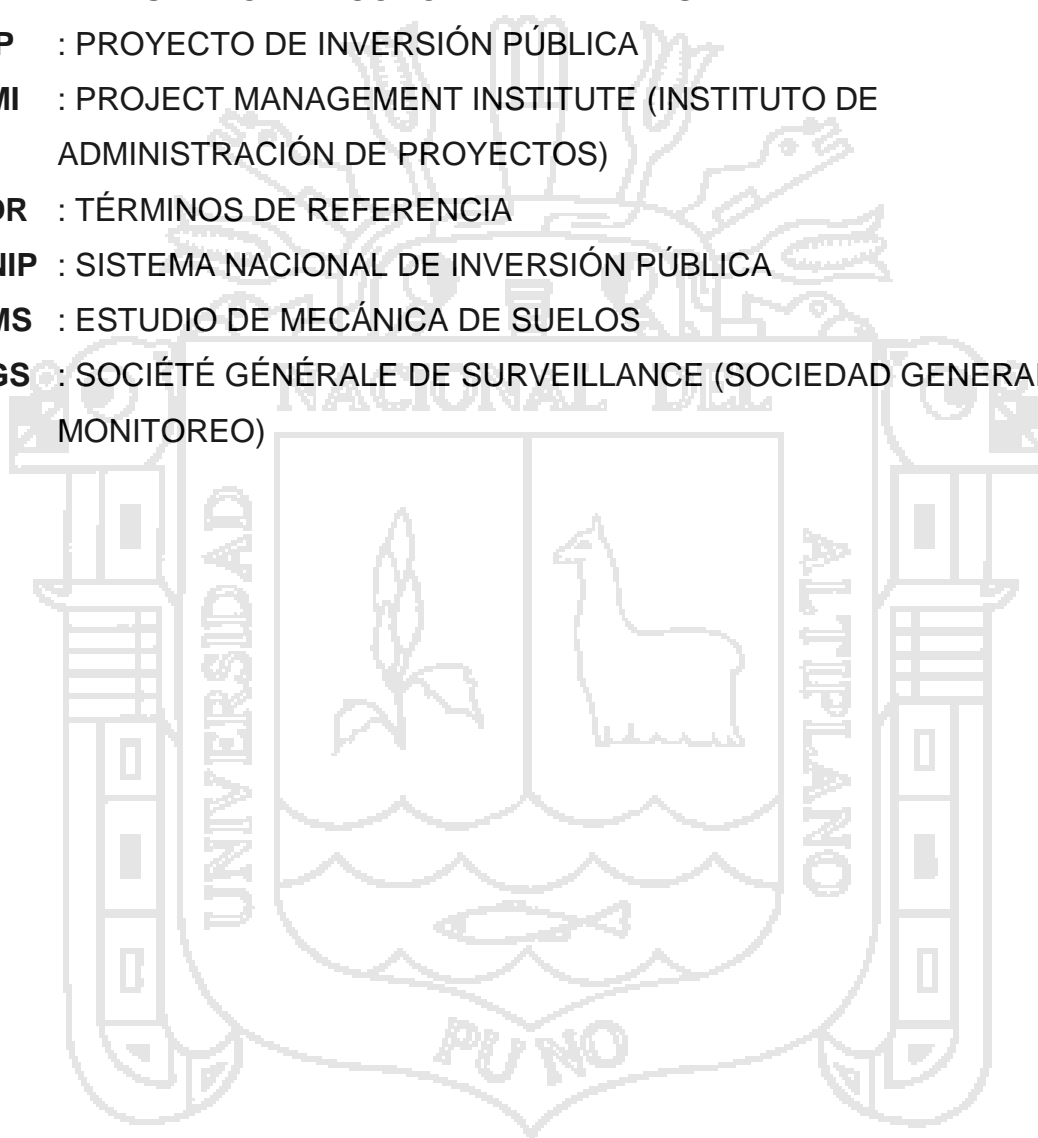 P : PROYECTO DE INVERSIÓN PÚBLICA
MI : PROJECT MANAGEMENT INSTITUTE (INSTITUTO DE
ADMINISTRACIÓN DE PROYECTOS)
OR : TÉRMINOS DE REFERENCIA
NIP : SISTEMA NACIONAL DE INVERSIÓN PÚBLICA
MS : ESTUDIO DE MECÁNICA DE SUELOS
GS : SOCIÉTÉ GÉNÉRALE DE SURVEILLANCE (SOCIEDAD GENERAL
MONITOREO)
NACIONAL DEL
UNIVERSIDAD
ALTIPLANO
PUNO